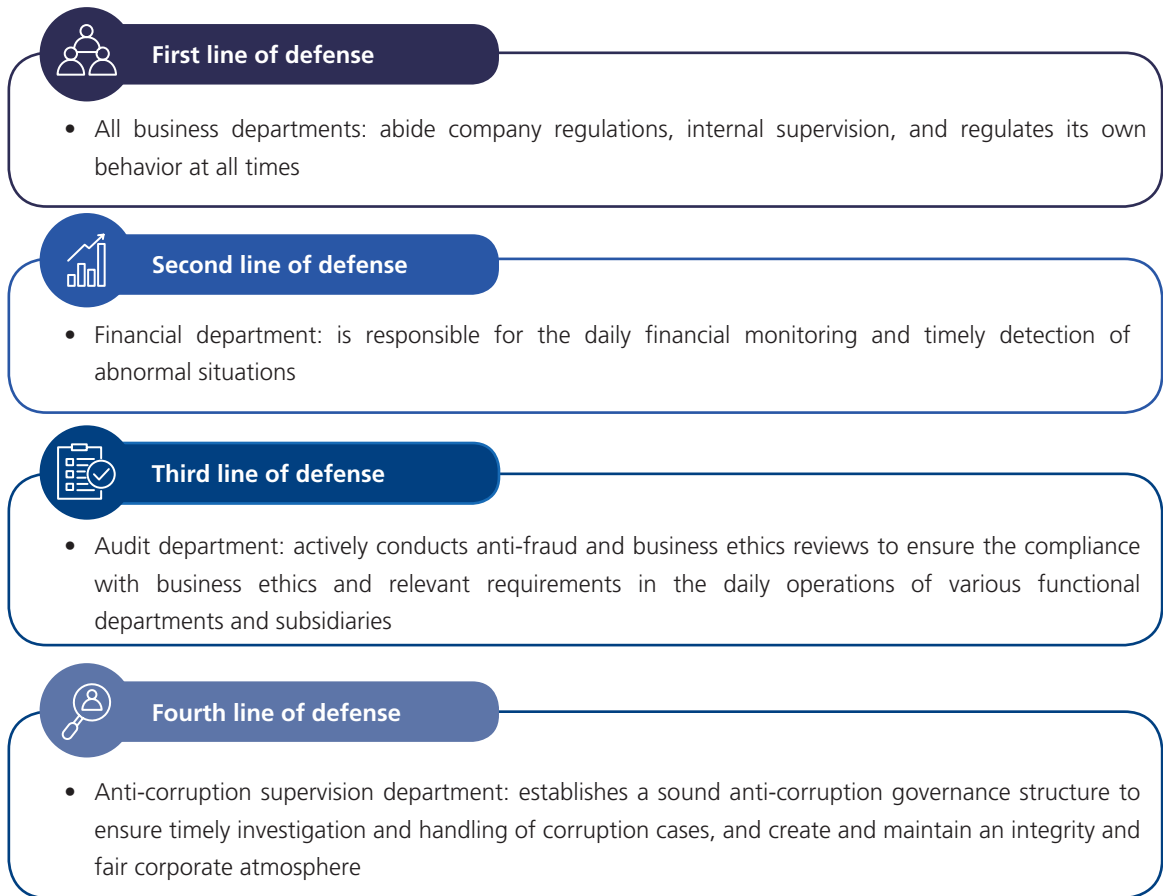 First line of defense
• All business departments: abide company regulations, internal supervision, and regulates its own
behavior at all times
Second line of defense
• Financial department: is responsible for the daily financial monitoring and timely detection of
abnormal situations
Third line of defense
• Audit department: actively conducts anti-fraud and business ethics reviews to ensure the compliance
with business ethics and relevant requirements in the daily operations of various functional
departments and subsidiaries
Fourth line of defense
• Anti-corruption supervision department: establishes a sound anti-corruption governance structure to
ensure timely investigation and handling of corruption cases, and create and maintain an integrity and
fair corporate atmosphere